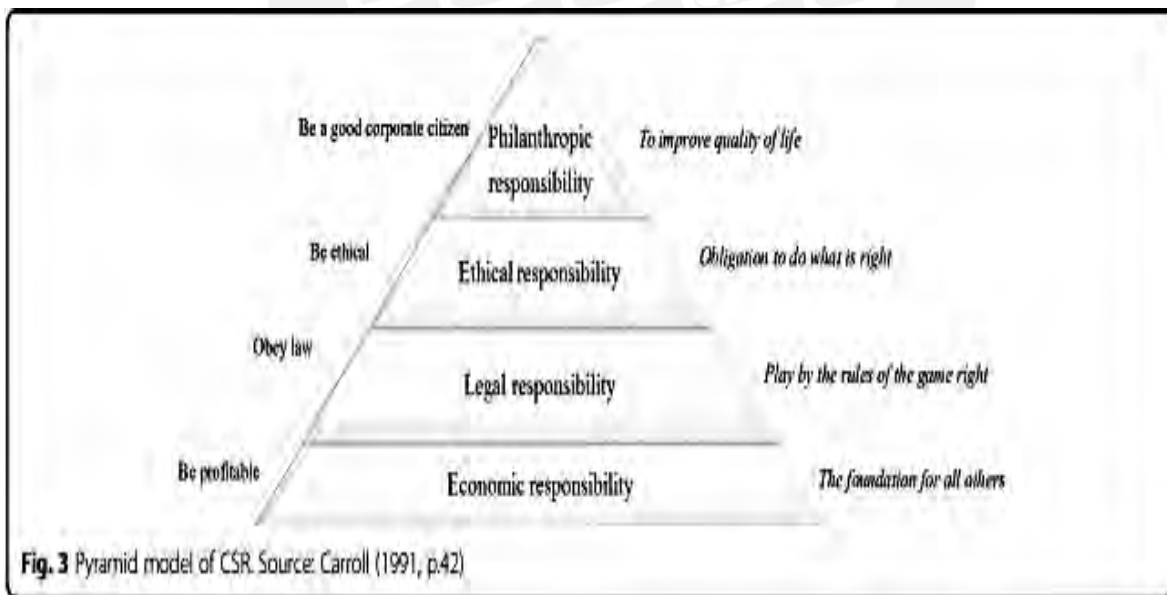 Be a good corporate citizen
Philanthropic
responsibility
To improve quality of life
Be ethical
Ethical responsibility
Obligation to do what is right
Obey law
Legal responsibility
Play by the rules of the game right
Be profitable
Economic responsibility
The foundation for all others
Fig. 3 Pyramid model of CSR. Source: Carroll (1991, p.42)